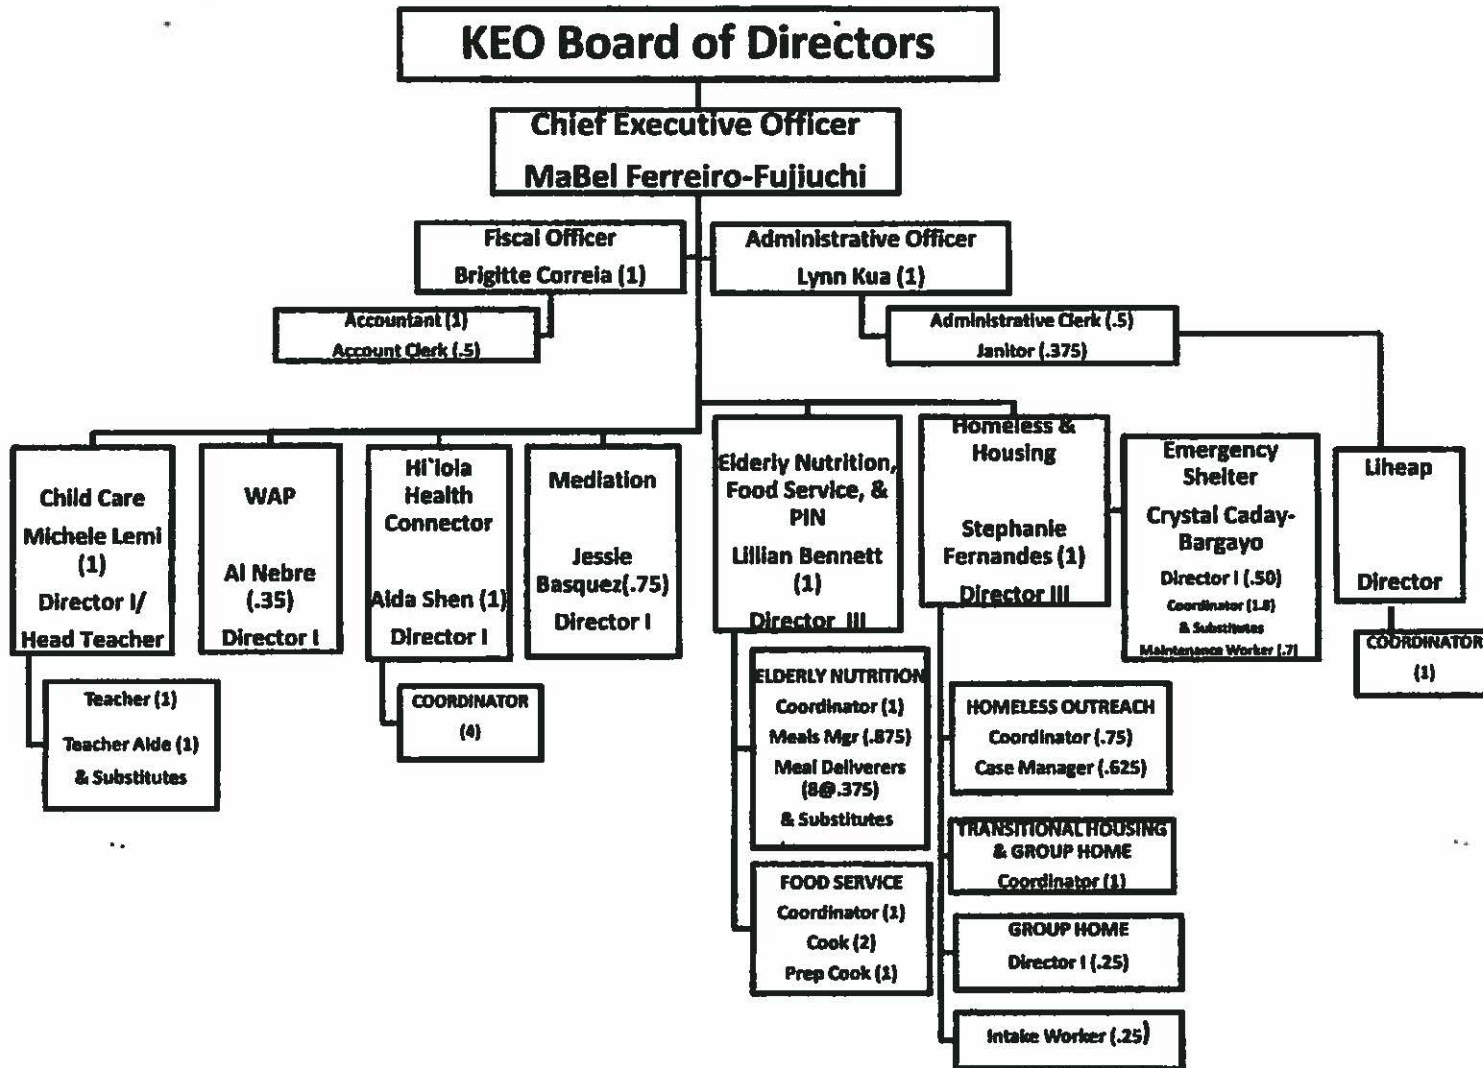 KEO Board of Directors
Chief Executive Officer
MaBel Ferreiro-Fujiuchi
Fiscal Officer
Brigitte Correia (1)
Administrative Officer
Lynn Kua (1)
Accountant (1)
Account Clerk (.5)
Administrative Clerk (.5)
Janitor (.375)
Child Care
Michele Lemi
(1)
Director I/
Head Teacher
WAP
Al Nebre
(.35)
Director I
Hi`iola
Health
Connector
Aida Shen (1)
Director I
Mediation
Jessie
Basquez(.75)
Director I
Elderly Nutrition,
Food Service, &
PIN
Lillian Bennett
(1)
Director III
Homeless &
Housing
Stephanie
Fernandes (1)
Director III
Emergency
Shelter
Crystal Caday-
Bargayo
Director I (.50)
Coordinator (1.8)
& Substitutes
Maintenance Worker (.7)
Liheap
Director
Teacher (1)
Teacher Aide (1)
& Substitutes
COORDINATOR
(4)
ELDERLY NUTRITION
Coordinator (1)
Meals Mgr (.875)
Meal Deliverers
(8@.375)
& Substitutes
FOOD SERVICE
Coordinator (1)
Cook (2)
Prep Cook (1)
HOMELESS OUTREACH
Coordinator (.75)
Case Manager (.625)
TRANSITIONAL HOUSING
& GROUP HOME
Coordinator (1)
GROUP HOME
Director I (.25)
Intake Worker (.25)
COORDINATOR
(1)